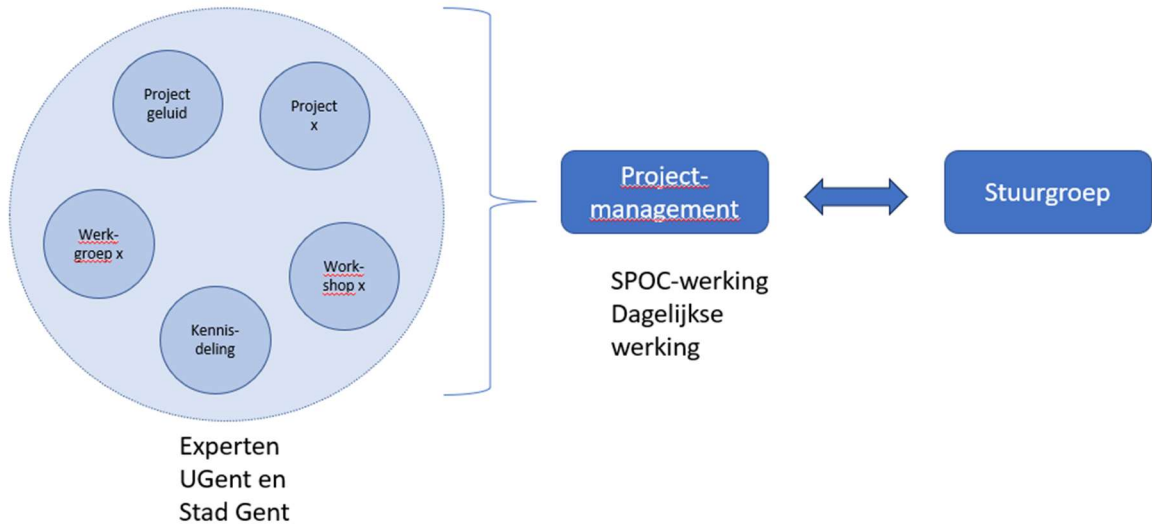 Project
geluid
Project
x
Werk-
groep x
Work-
shop x
Kennis-
deling
Experten
UGent en
Stad Gent
Project-
management
SPOC-werking
Dagelijkse
werking
Stuurgroep